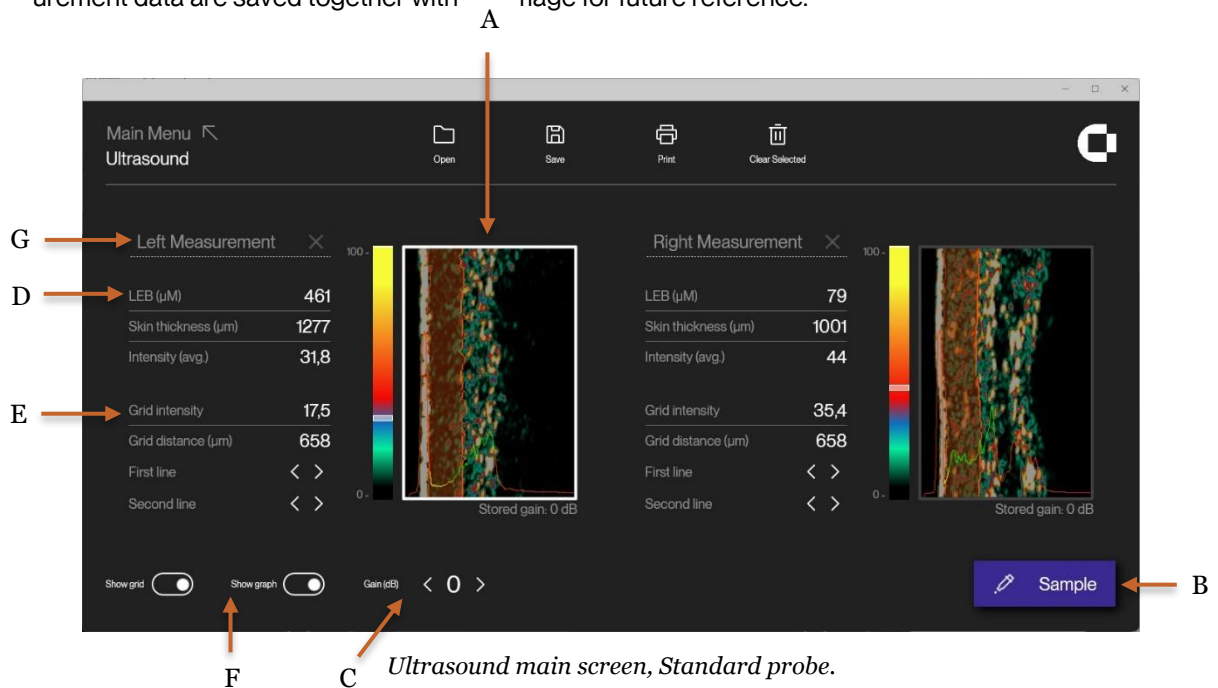 urement data are saved together with
nage for future reference.
A
Main Menu
Ultrasound
Open
Save
Print
Clear Selected
G
Left Measurement
100 -
Right Measurement
100 -
D
LEB (µM) 461
LEB (µM) 79
Skin thickness (µm) 1277
Skin thickness (µm) 1001
Intensity (avg.) 31,8
Intensity (avg.) 44
E
Grid intensity 17,5
Grid intensity 35,4
Grid distance (µm) 658
Grid distance (µm) 658
First line < >
First line < >
Second line < >
0 -
Second line < >
0 -
Stored gain: 0 dB
Stored gain: 0 dB
Show grid
Show graph
Gain (dB) < 0 >
Sample
B
F
C
Ultrasound main screen, Standard probe.